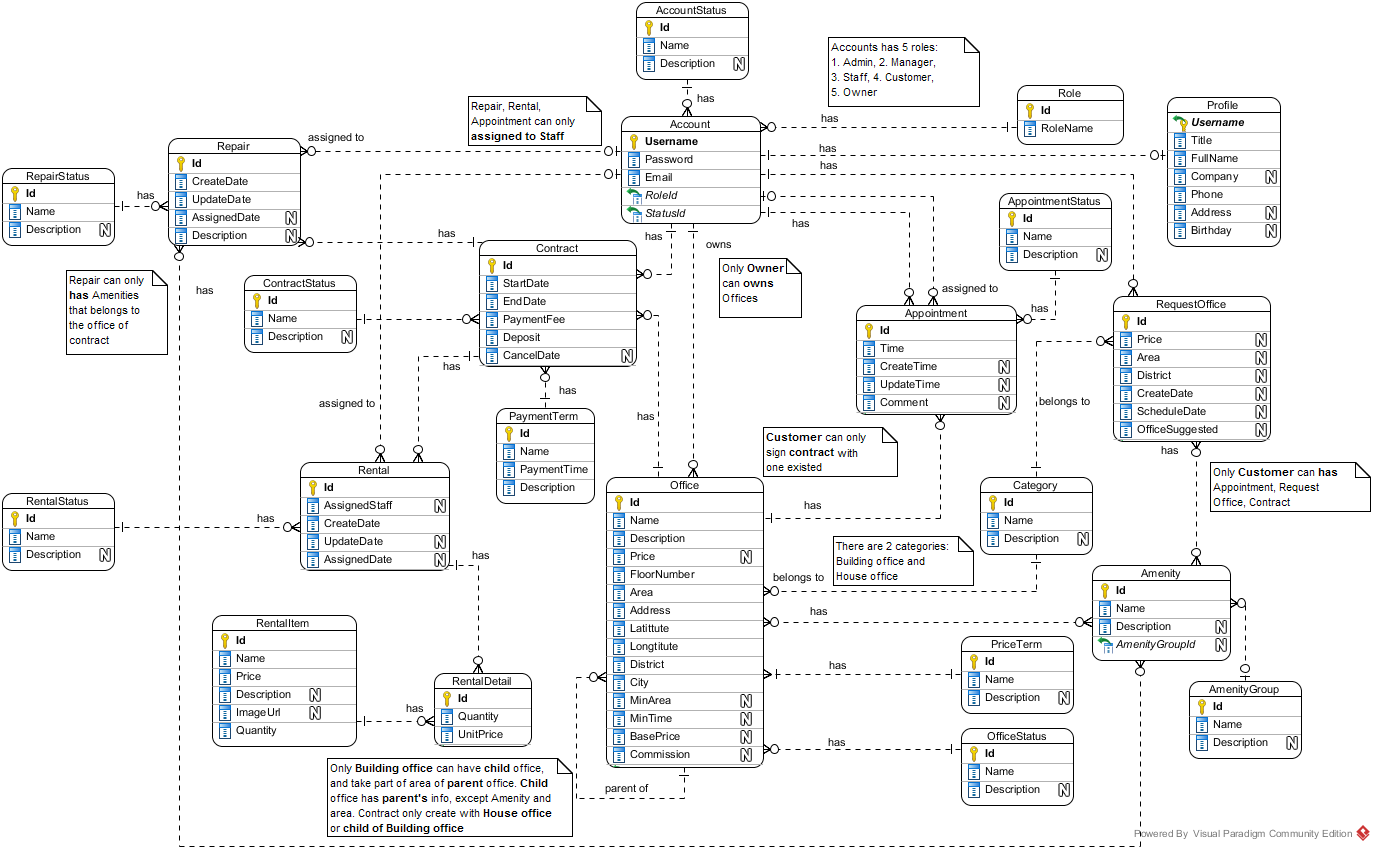 AccountStatus
Id
Name
Description
has
Accounts has 5 roles:
1. Admin, 2. Manager,
3. Staff, 4. Customer,
5. Owner
Repair, Rental,
Appointment can only
assigned to Staff
Account
Username
Password
Email
RoleId
StatusId
has
Role
Id
RoleName
Profile
Username
Title
FullName
Company
Phone
Address
Birthday
has
has
has
assigned to
Repair
Id
CreateDate
UpdateDate
AssignedDate
Description
RepairStatus
Id
Name
Description
has
Repair can only
has Amenities
that belongs to
the office of
contract
has
has
ContractStatus
Id
Name
Description
Contract
Id
StartDate
EndDate
PaymentFee
Deposit
CancelDate
has
owns
Only Owner
can owns
Offices
AppointmentStatus
Id
Name
Description
has
assigned to
Appointment
Id
Time
CreateTime
UpdateTime
Comment
RequestOffice
Id
Price
Area
District
CreateDate
ScheduleDate
OfficeSuggested
has
has
has
PaymentTerm
Id
Name
PaymentTime
Description
assigned to
has
belongs to
Customer can only
sign contract with
one existed
Only Customer can has
Appointment, Request
Office, Contract
Rental
Id
AssignedStaff
CreateDate
UpdateDate
AssignedDate
RentalStatus
Id
Name
Description
has
has
Office
Id
Name
Description
Price
FloorNumber
Area
Address
Latittute
Longtitute
District
City
MinArea
MinTime
BasePrice
Commission
has
Category
Id
Name
Description
There are 2 categories:
Building office and
House office
belongs to
has
Amenity
Id
Name
Description
AmenityGroupId
RentalItem
Id
Name
Price
Description
ImageUrl
Quantity
has
RentalDetail
Id
Quantity
UnitPrice
has
PriceTerm
Id
Name
Description
AmenityGroup
Id
Name
Description
has
OfficeStatus
Id
Name
Description
parent of
Only Building office can have child office,
and take part of area of parent office. Child
office has parent's info, except Amenity and
area. Contract only create with House office
or child of Building office
Powered By Visual Paradigm Community Edition